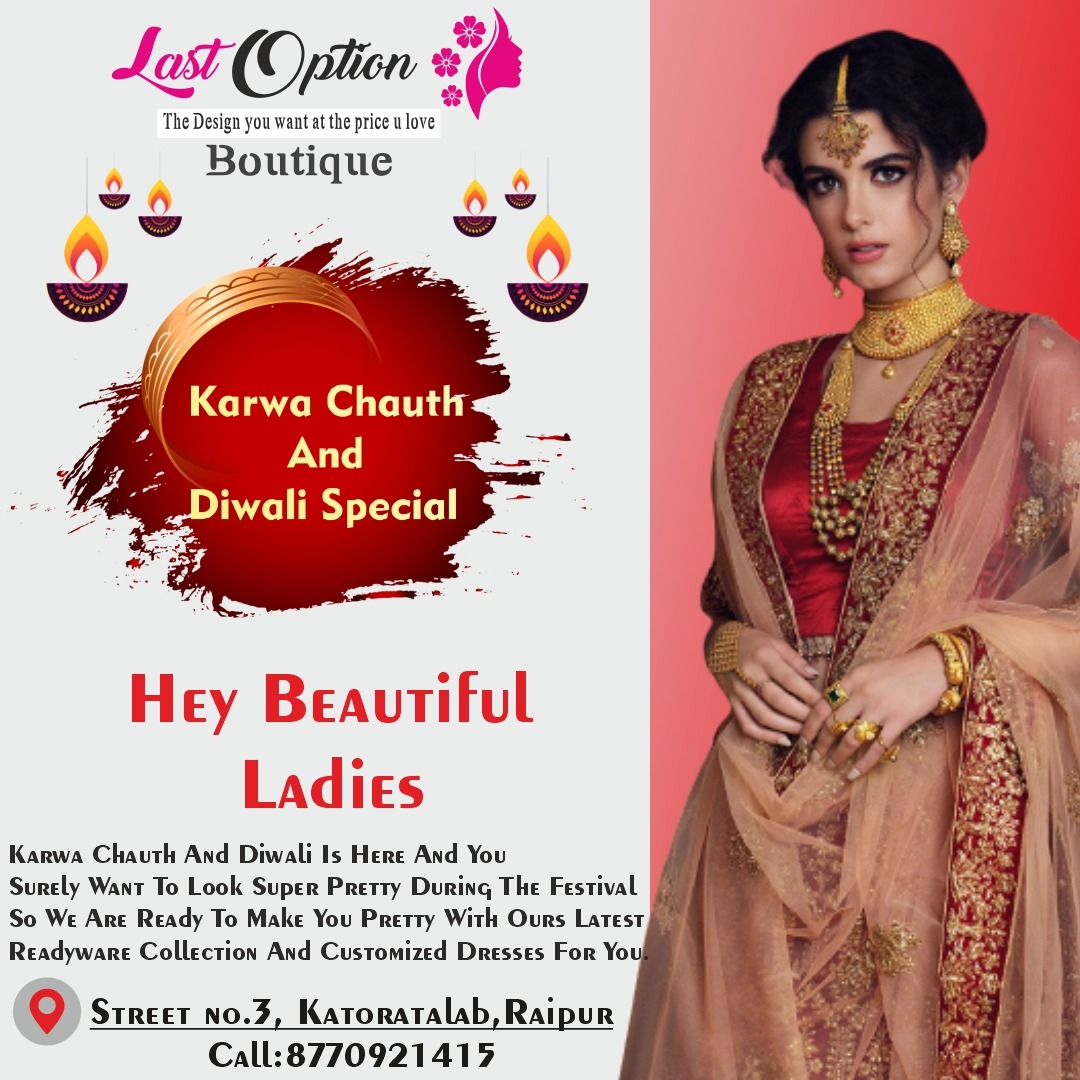 Last Option
The Design you want at the price u love
Boutique
Karwa Chauth
And
Diwali Special
Hey Beautiful
Ladies
Karwa Chauth And Diwali Is Here And You
Surely Want To Look Super Pretty During The Festival
So We Are Ready To Make You Pretty With Ours Latest
Readyware Collection And Customized Dresses For You.
Street no.3, Katoratalab,Raipur
Call:8770921415